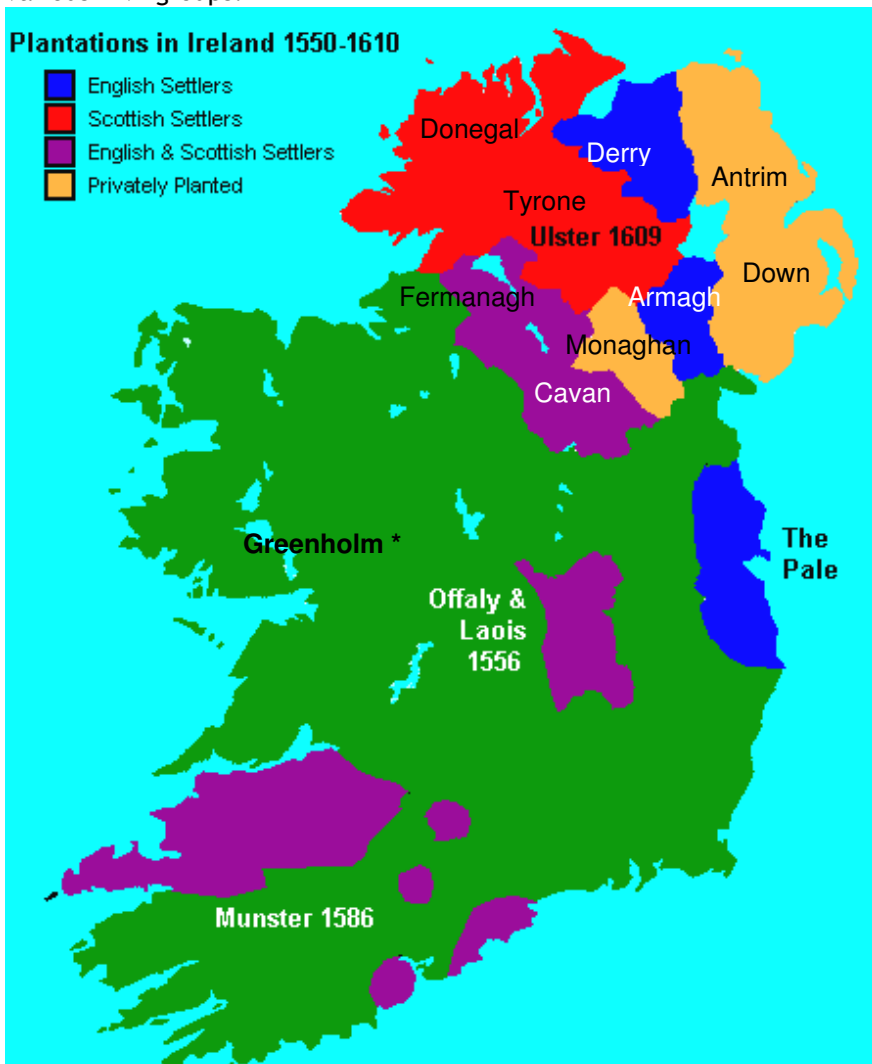 Plantations in Ireland 1550-1610
English Settlers
Scottish Settlers
English & Scottish Settlers
Privately Planted
Donegal
Derry
Antrim
Tyrone
Ulster 1609
Down
Fermanagh
Armagh
Monaghan
Cavan
Greenholm *
The
Pale
Offaly &
Laois
1556
Munster 1586